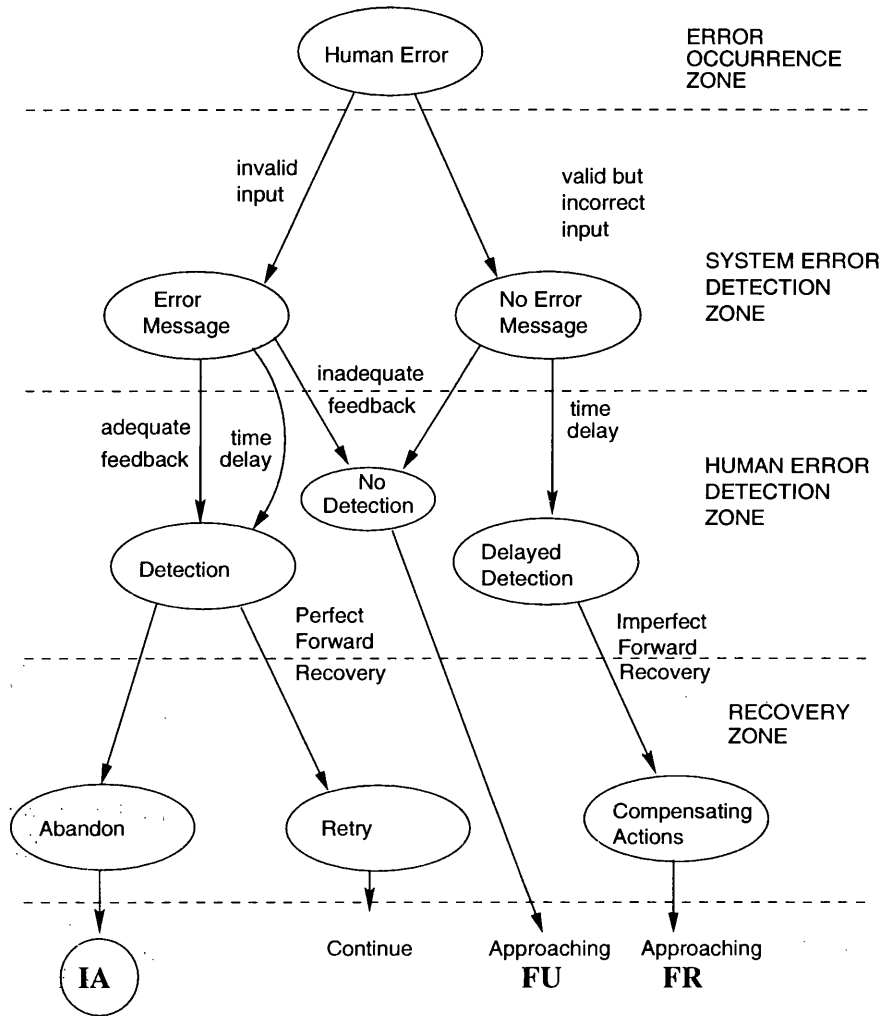 Human Error
ERROR
OCCURRENCE
ZONE
invalid
input
valid but
incorrect
input
Error
Message
No Error
Message
SYSTEM ERROR
DETECTION
ZONE
inadequate
feedback
adequate
feedback
time
delay
time
delay
No
Detection
HUMAN ERROR
DETECTION
ZONE
Detection
Delayed
Detection
Perfect
Forward
Recovery
Imperfect
Forward
Recovery
RECOVERY
ZONE
Abandon
Retry
Compensating
Actions
IA
Continue
Approaching
FU
Approaching
FR